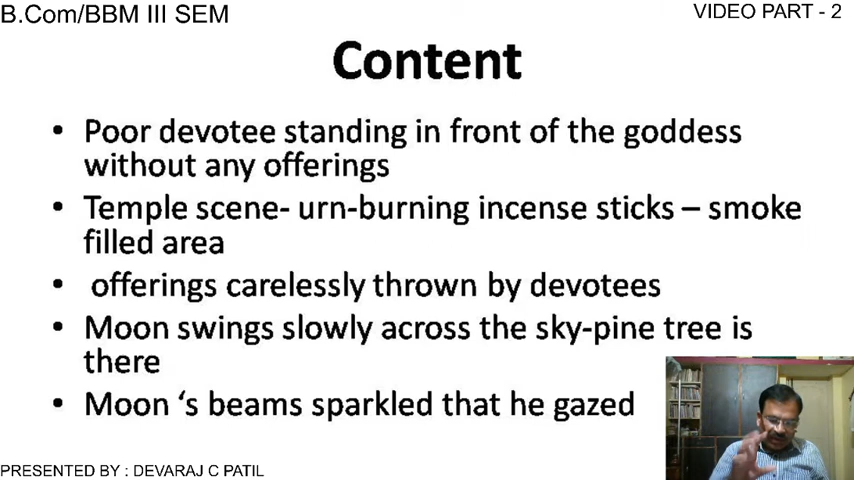 B.Com/BBM III SEM
VIDEO PART - 2
Content
• Poor devotee standing in front of the goddess
without any offerings
• Temple scene- urn-burning incense sticks – smoke
filled area
• offerings carelessly thrown by devotees
• Moon swings slowly across the sky-pine tree is
there
• Moon ‘s beams sparkled that he gazed
PRESENTED BY : DEVARAJ C PATIL